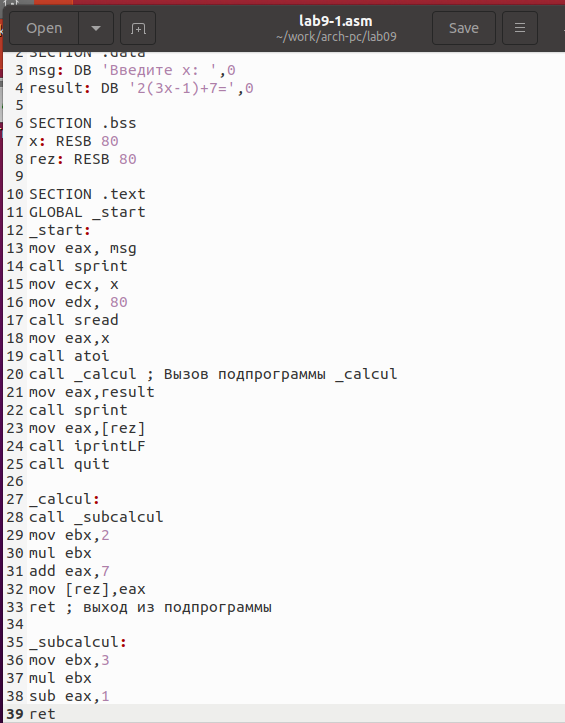 Open
lab9-1.asm
~/work/arch-pc/lab09
Save
2 SECTION .data
3 msg: DB 'Введите x: ',0
4 result: DB '2(3x-1)+7=',0
5
6 SECTION .bss
7 x: RESB 80
8 rez: RESB 80
9
10 SECTION .text
11 GLOBAL _start
12 _start:
13 mov eax, msg
14 call sprint
15 mov ecx, x
16 mov edx, 80
17 call sread
18 mov eax,x
19 call atoi
20 call _calcul ; Вызов подпрограммы _calcul
21 mov eax,result
22 call sprint
23 mov eax,[rez]
24 call iprintLF
25 call quit
26
27 _calcul:
28 call _subcalcul
29 mov ebx,2
30 mul ebx
31 add eax,7
32 mov [rez],eax
33 ret ; выход из подпрограммы
34
35 _subcalcul:
36 mov ebx,3
37 mul ebx
38 sub eax,1
39 ret